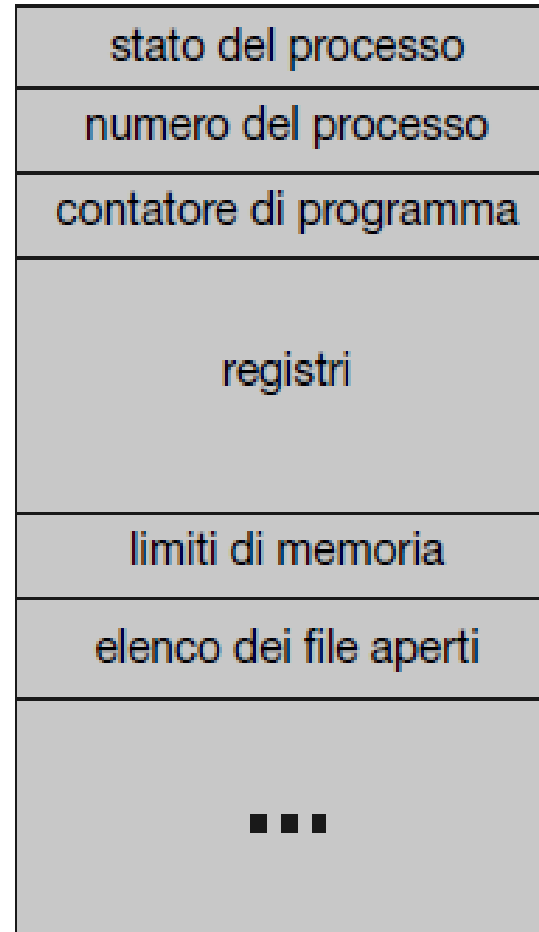 stato del processo
numero del processo
contatore di programma
registri
limiti di memoria
elenco dei file aperti
...